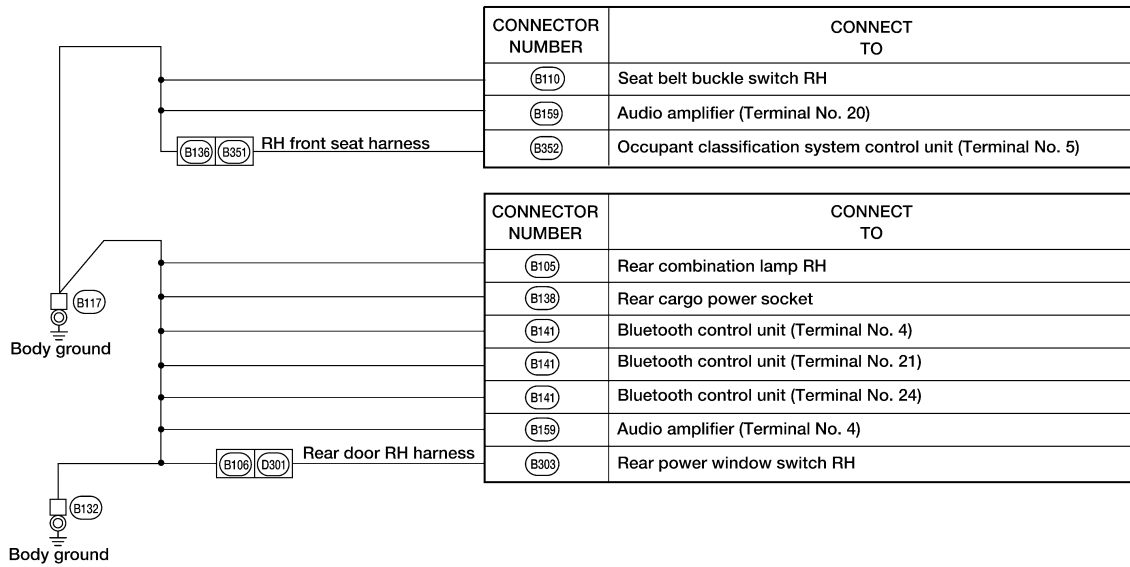 CONNECTOR NUMBER CONNECT TO
B110 Seat belt buckle switch RH
B159 Audio amplifier (Terminal No. 20)
B136 B351 RH front seat harness B352 Occupant classification system control unit (Terminal No. 5)
CONNECTOR NUMBER CONNECT TO
B105 Rear combination lamp RH
B138 Rear cargo power socket
B117
B141 Bluetooth control unit (Terminal No. 4)
Body ground
B141 Bluetooth control unit (Terminal No. 21)
B141 Bluetooth control unit (Terminal No. 24)
B159 Audio amplifier (Terminal No. 4)
B106 D301 Rear door RH harness B303 Rear power window switch RH
B132
Body ground